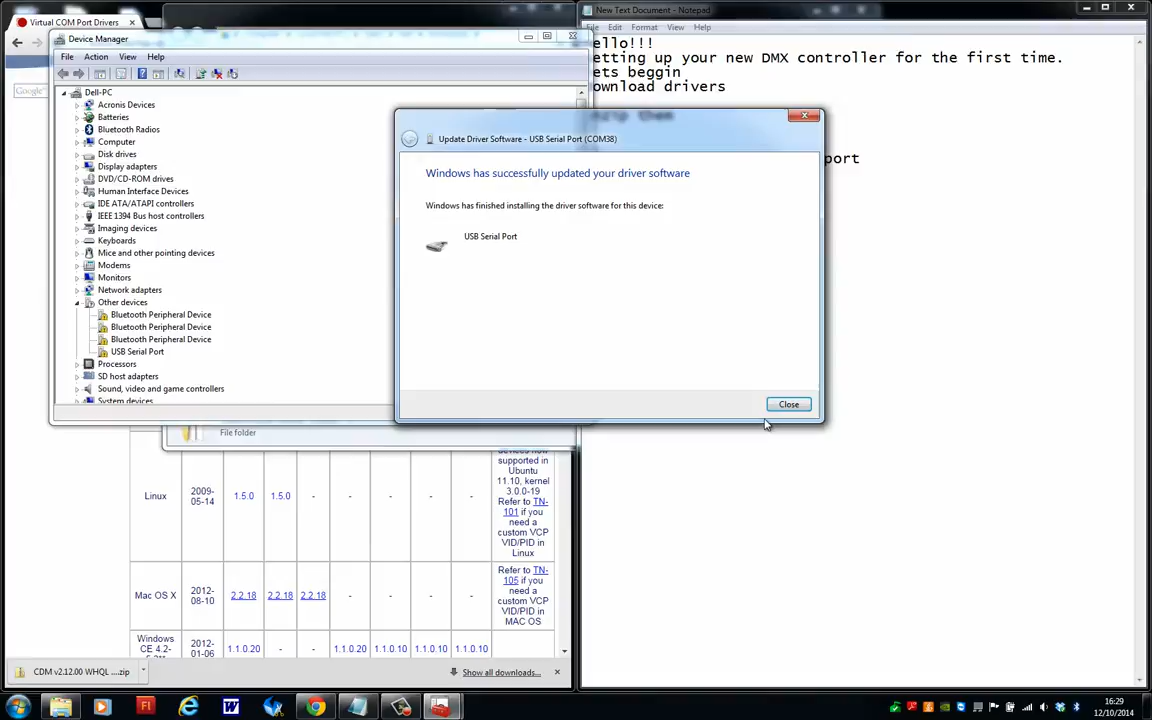 Virtual COM Port Drivers
New Text Document - Notepad
File Edit Format View Help
ello!!!
etting up your new DMX controller for the first time.
ets beggin
ownload drivers
nzip them
port
Google
Device Manager
File Action View Help
Dell-PC
Acronis Devices
Batteries
Bluetooth Radios
Computer
Disk drives
Display adapters
DVD/CD-ROM drives
Human Interface Devices
IDE ATA/ATAPI controllers
IEEE 1394 Bus host controllers
Imaging devices
Keyboards
Mice and other pointing devices
Modems
Monitors
Network adapters
Other devices
Bluetooth Peripheral Device
Bluetooth Peripheral Device
Bluetooth Peripheral Device
USB Serial Port
Processors
SD host adapters
Sound, video and game controllers
System devices
Update Driver Software - USB Serial Port (COM38)
Windows has successfully updated your driver software
Windows has finished installing the driver software for this device:
USB Serial Port
Close
File folder
devices now
supported in
Ubuntu
11.10, kernel
3.0.0-19
Refer to TN-
101 if you
need a
custom VCP
VID/PID in
Linux
Linux 2009-05-14 1.5.0 1.5.0 - - - - -
Refer to TN-
105 if you
need a
custom VCP
VID/PID in
MAC OS
Mac OS X 2012-08-10 2.2.18 2.2.18 2.2.18 - - - -
Windows
CE 4.2-
2012-01-06 1.1.0.20 - - 1.1.0.20 1.1.0.10 1.1.0.10 1.1.0.10
CDM v2.12.00 WHQL ....zip
Show all downloads...
16:29
12/10/2014